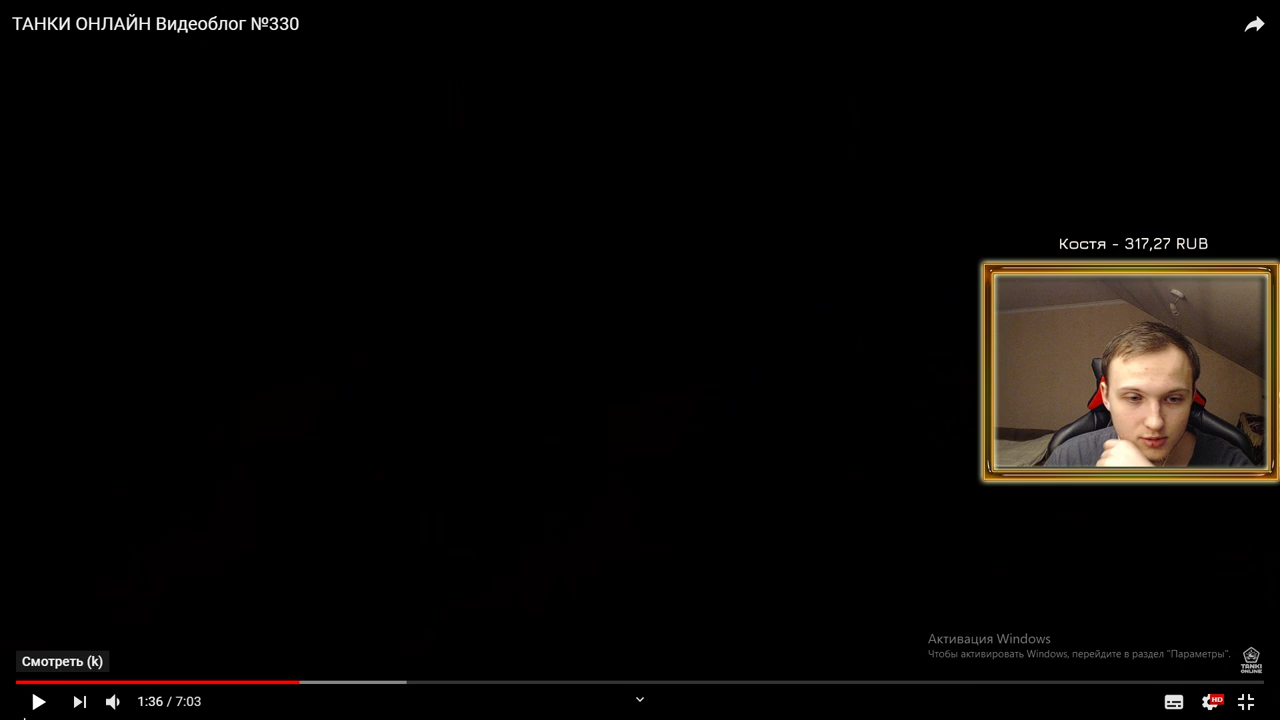 ТАНКИ ОНЛАЙН Видеоблог №330
Костя - 317,27 RUB
Активация Windows
Чтобы активировать Windows, перейдите в раздел "Параметры".
TANKI
ONLINE
Смотреть (k)
1:36 / 7:03
HD